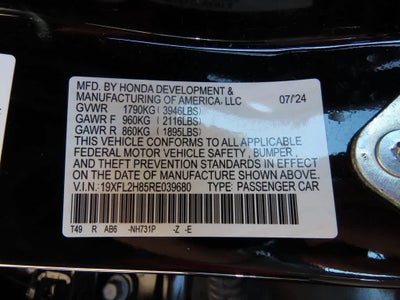 MFD. BY HONDA DEVELOPMENT &
MANUFACTURING OF AMERICA, LLC 07/'24
GVWR 1790KG (3946LBS)
GAWR F 960KG (2116LBS)
GAWR R 860KG (1895LBS)
THIS VEHICLE CONFORMS TO ALL APPLICABLE
FEDERAL MOTOR VEHICLE SAFETY, BUMPER,
AND THEFT PREVENTION STANDARDS IN EFFECT
ON THE DATE OF MANUFACTURE SHOWN ABOVE.
V.I.N: 19XFL2H85RE039680 TYPE: PASSENGER CAR
T49 R AB6 -NH731P -Z -E